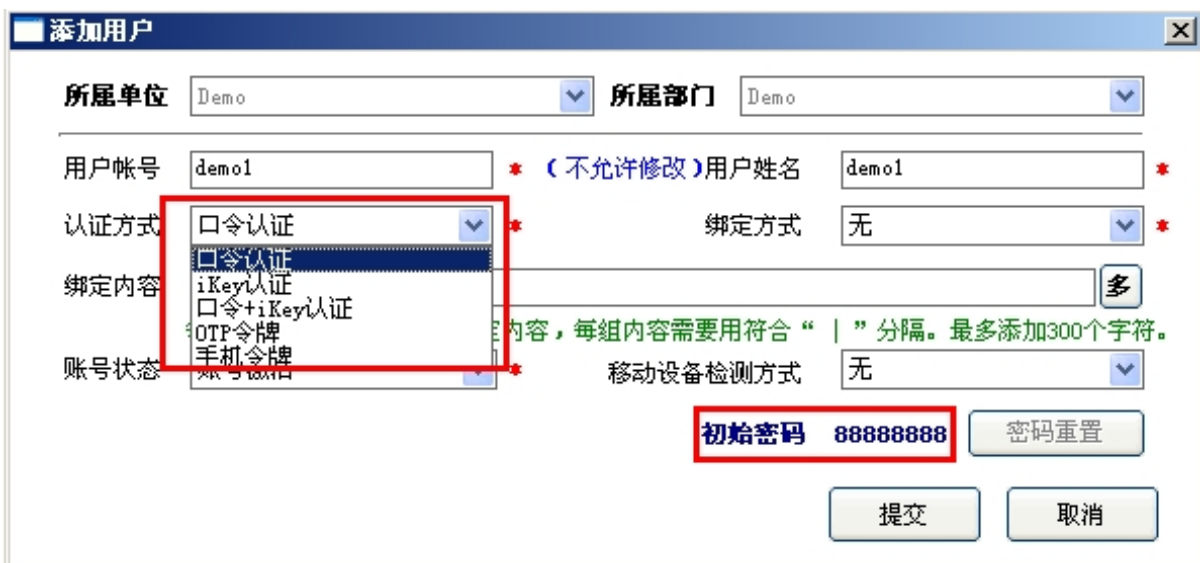 添加用户
所属单位 Demo 所属部门 Demo
用户帐号 demo1 * （不允许修改)用户姓名 demo1 *
认证方式 口令认证 * 绑定方式 无 *
口令认证
绑定内容 iKey认证 多
口令+iKey认证
OTP令牌 内容，每组内容需要用符合“ | ”分隔。最多添加300个字符。
手机令牌
账号状态 账号激活 * 移动设备检测方式 无
初始密码 88888888 密码重置
提交 取消